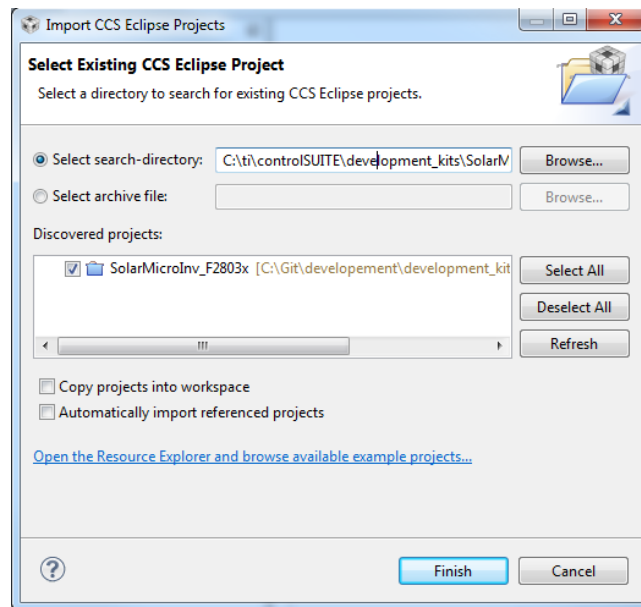 Import CCS Eclipse Projects
Select Existing CCS Eclipse Project
Select a directory to search for existing CCS Eclipse projects.
Select search-directory: C:\ti\controlSUITE\development_kits\SolarM Browse...
Select archive file: Browse...
Discovered projects:
SolarMicroInv_F2803x [C:\Git\developement\development_kit Select All
Deselect All
Refresh
Copy projects into workspace
Automatically import referenced projects
Open the Resource Explorer and browse available example projects...
? Finish Cancel